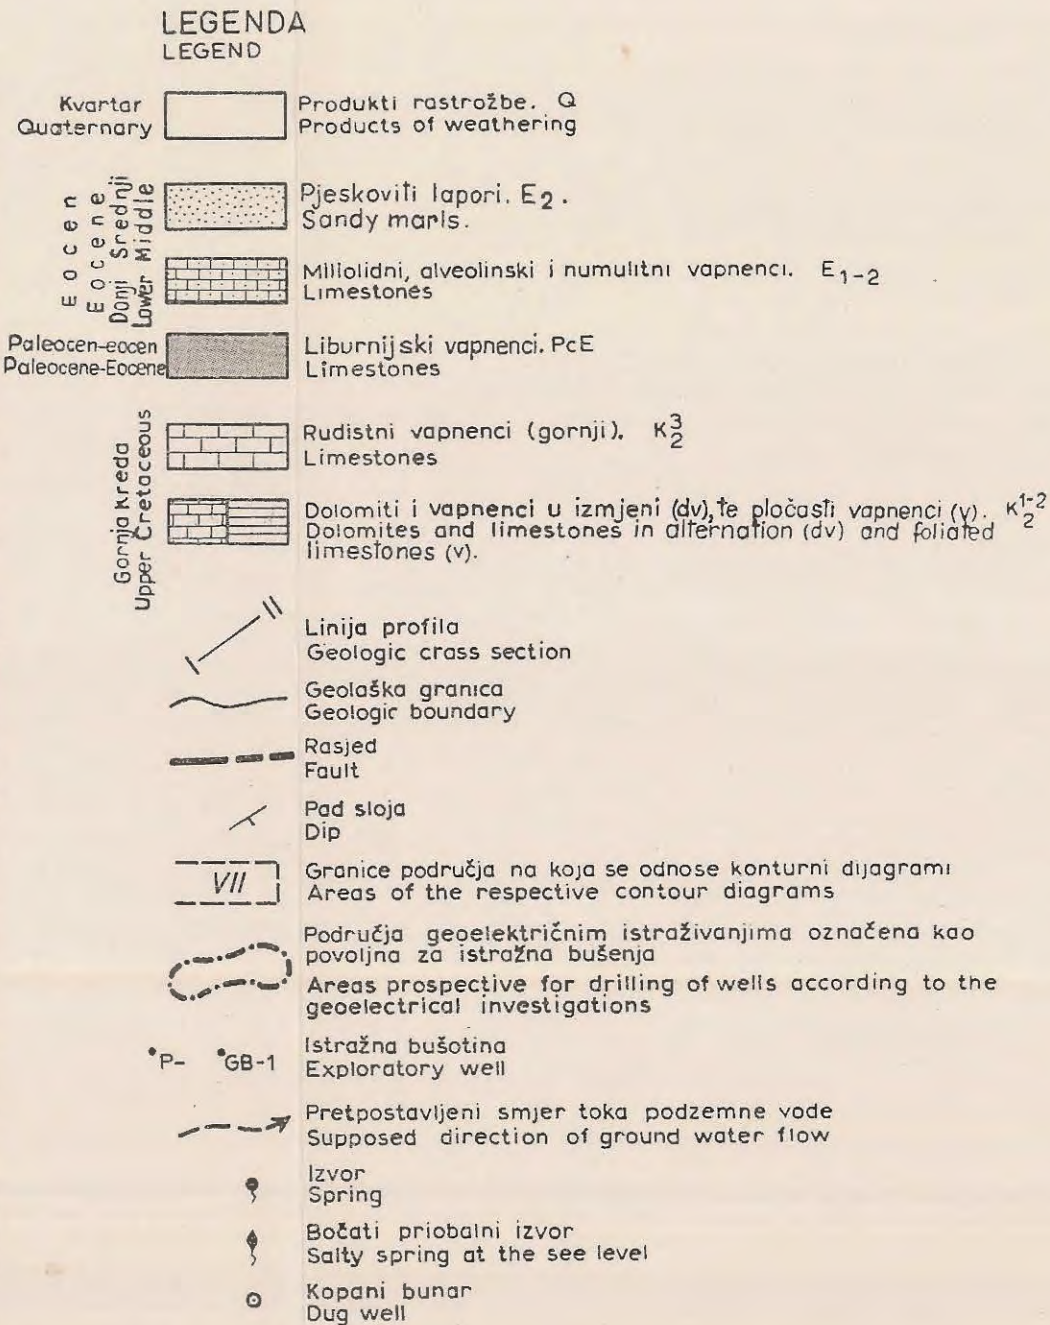 LEGENDA
LEGEND
Kvartar
Quaternary
Produkti rastrožbe. Q
Products of weathering
Eocen
Eocene
Donji Srednji
Lower Middle
Pjeskoviti lapori. E2.
Sandy marls.
Miliolidni, alveolinski i numulitni vapnenci. E1-2
Limestones
Paleocen-eocen
Paleocene-Eocene
Liburnijski vapnenci. PcE
Limestones
Gornja kreda
Upper Cretaceous
Rudistni vapnenci (gornji). K 3 2
Limestones
Dolomiti i vapnenci u izmjeni (dv), te pločasti vapnenci (v). K 1-2 2
Dolomites and limestones in alternation (dv) and foliated
limestones (v).
I II
Linija profila
Geologic cross section
Geolaška granica
Geologic boundary
Rasjed
Fault
Pad sloja
Dip
VII
Granice područja na koja se odnose konturni dijagrami
Areas of the respective contour diagrams
Područja geoelektričnim istraživanjima označena kao
povoljna za istražna bušenja
Areas prospective for drilling of wells according to the
geoelectrical investigations
P- GB-1
Istražna bušotina
Exploratory well
Pretpostavljeni smjer toka podzemne vode
Supposed direction of ground water flow
Izvor
Spring
Bočati priobalni izvor
Salty spring at the see level
Kopani bunar
Dug well